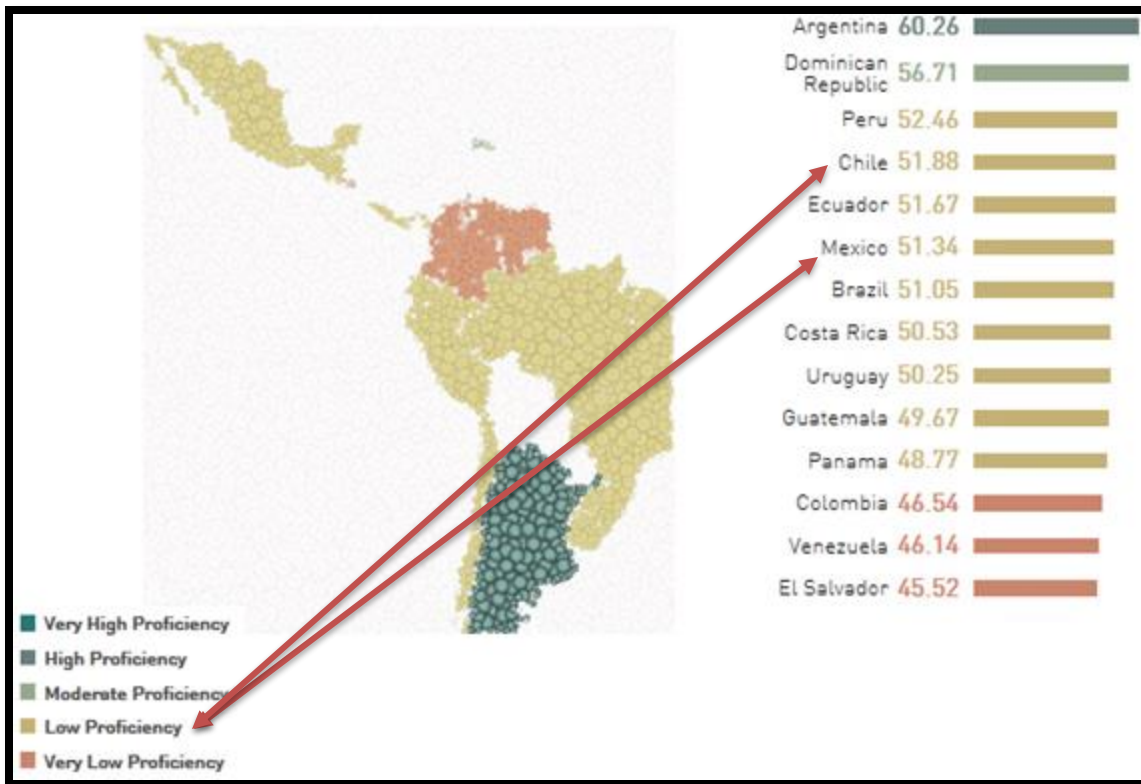 Argentina 60.26
Dominican
Republic 56.71
Peru 52.46
Chile 51.88
Ecuador 51.67
Mexico 51.34
Brazil 51.05
Costa Rica 50.53
Uruguay 50.25
Guatemala 49.67
Panama 48.77
Colombia 46.54
Venezuela 46.14
El Salvador 45.52
Very High Proficiency
High Proficiency
Moderate Proficiency
Low Proficiency
Very Low Proficiency